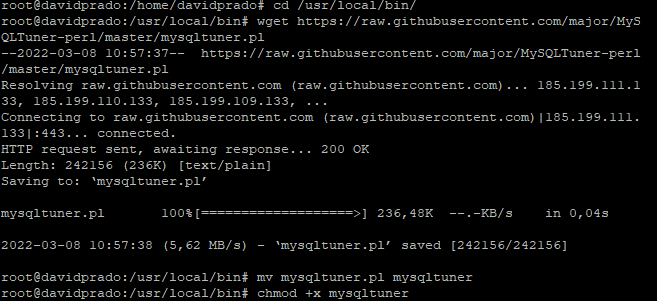 root@davidprado:/home/davidprado# cd /usr/local/bin/
root@davidprado:/usr/local/bin# wget https://raw.githubusercontent.com/major/MyS
QLTuner-perl/master/mysqltuner.pl
--2022-03-08 10:57:37--  https://raw.githubusercontent.com/major/MySQLTuner-perl
/master/mysqltuner.pl
Resolving raw.githubusercontent.com (raw.githubusercontent.com)... 185.199.111.1
33, 185.199.110.133, 185.199.109.133, ...
Connecting to raw.githubusercontent.com (raw.githubusercontent.com)|185.199.111.
133|:443... connected.
HTTP request sent, awaiting response... 200 OK
Length: 242156 (236K) [text/plain]
Saving to: ‘mysqltuner.pl’
mysqltuner.pl       100%[===================>] 236,48K  --.-KB/s    in 0,04s
2022-03-08 10:57:38 (5,62 MB/s) - ‘mysqltuner.pl’ saved [242156/242156]
root@davidprado:/usr/local/bin# mv mysqltuner.pl mysqltuner
root@davidprado:/usr/local/bin# chmod +x mysqltuner